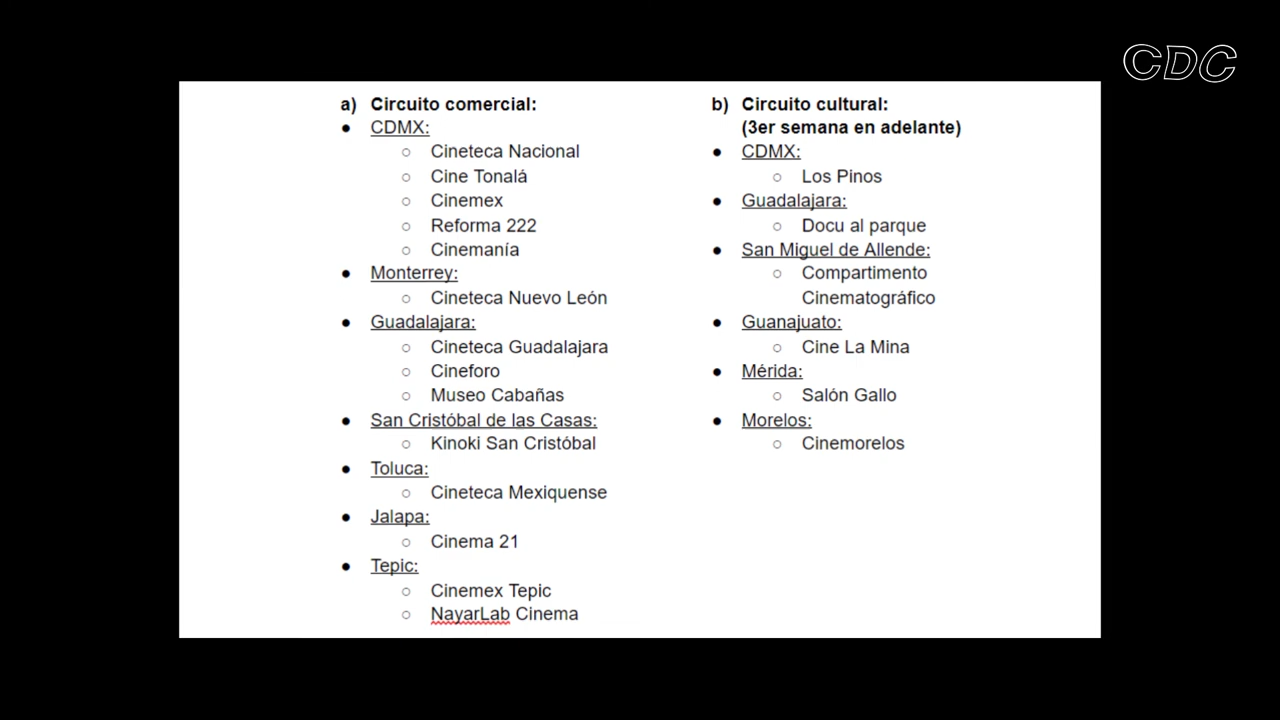 CDC
a) Circuito comercial:
● CDMX:
○ Cineteca Nacional
○ Cine Tonalá
○ Cinemex
○ Reforma 222
○ Cinemanía
● Monterrey:
○ Cineteca Nuevo León
● Guadalajara:
○ Cineteca Guadalajara
○ Cineforo
○ Museo Cabañas
● San Cristóbal de las Casas:
○ Kinoki San Cristóbal
● Toluca:
○ Cineteca Mexiquense
● Jalapa:
○ Cinema 21
● Tepic:
○ Cinemex Tepic
○ NayarLab Cinema
b) Circuito cultural:
(3er semana en adelante)
● CDMX:
○ Los Pinos
● Guadalajara:
○ Docu al parque
● San Miguel de Allende:
○ Compartimento
Cinematográfico
● Guanajuato:
○ Cine La Mina
● Mérida:
○ Salón Gallo
● Morelos:
○ Cinemorelos